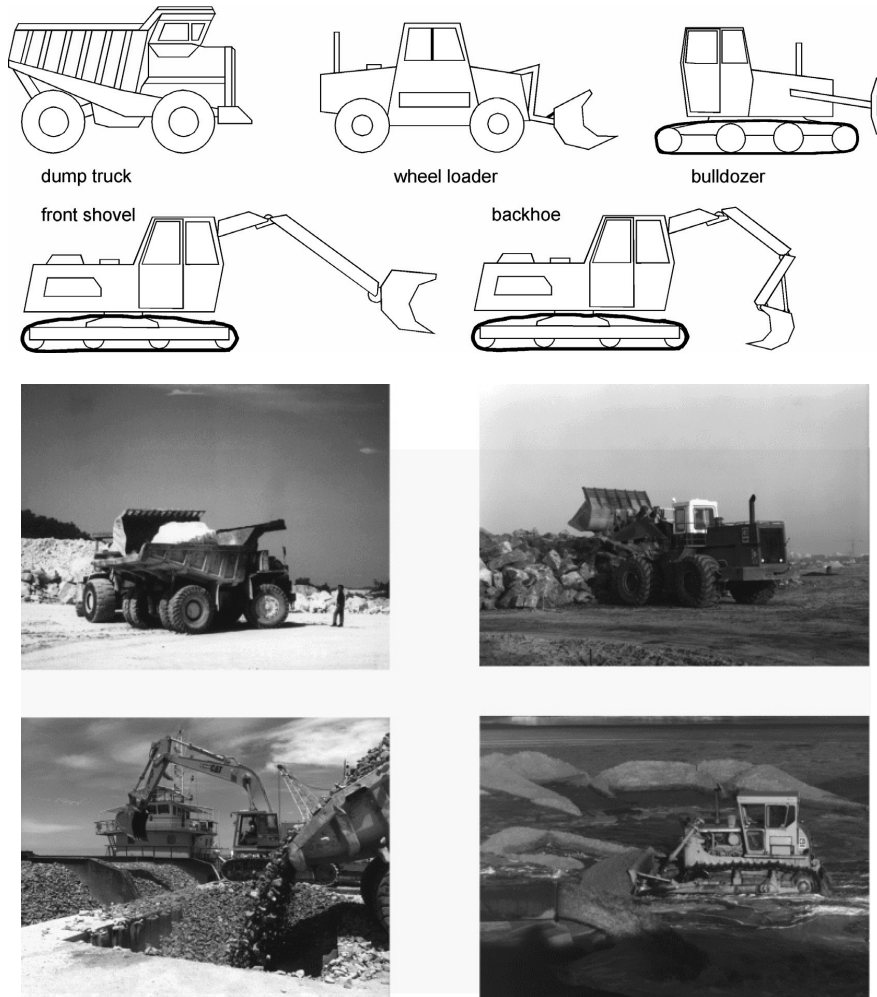 dump truck
wheel loader
bulldozer
front shovel
backhoe
CAT